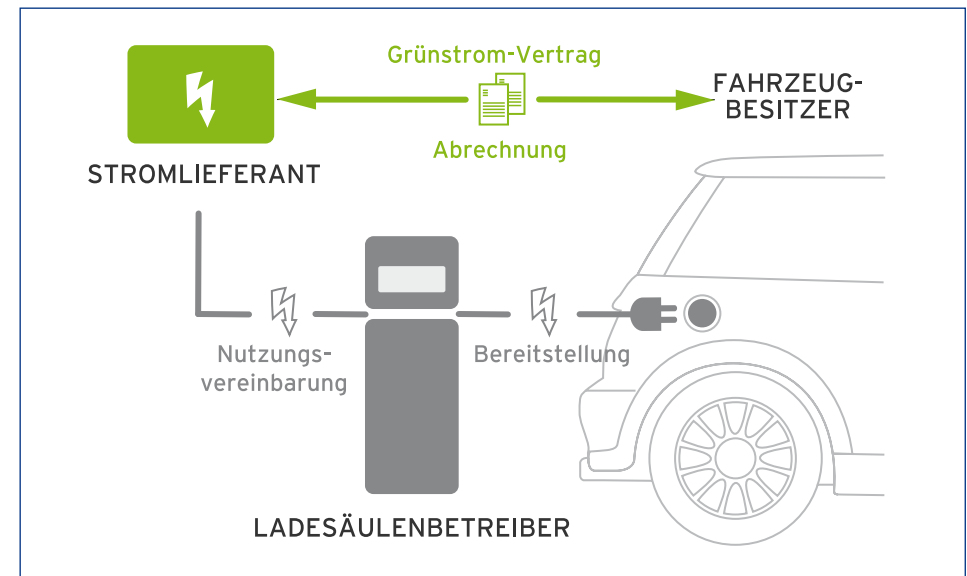 Grünstrom-Vertrag
FAHRZEUG-
BESITZER
Abrechnung
STROMLIEFERANT
Nutzungs-
vereinbarung
Bereitstellung
LADESÄULENBETREIBER